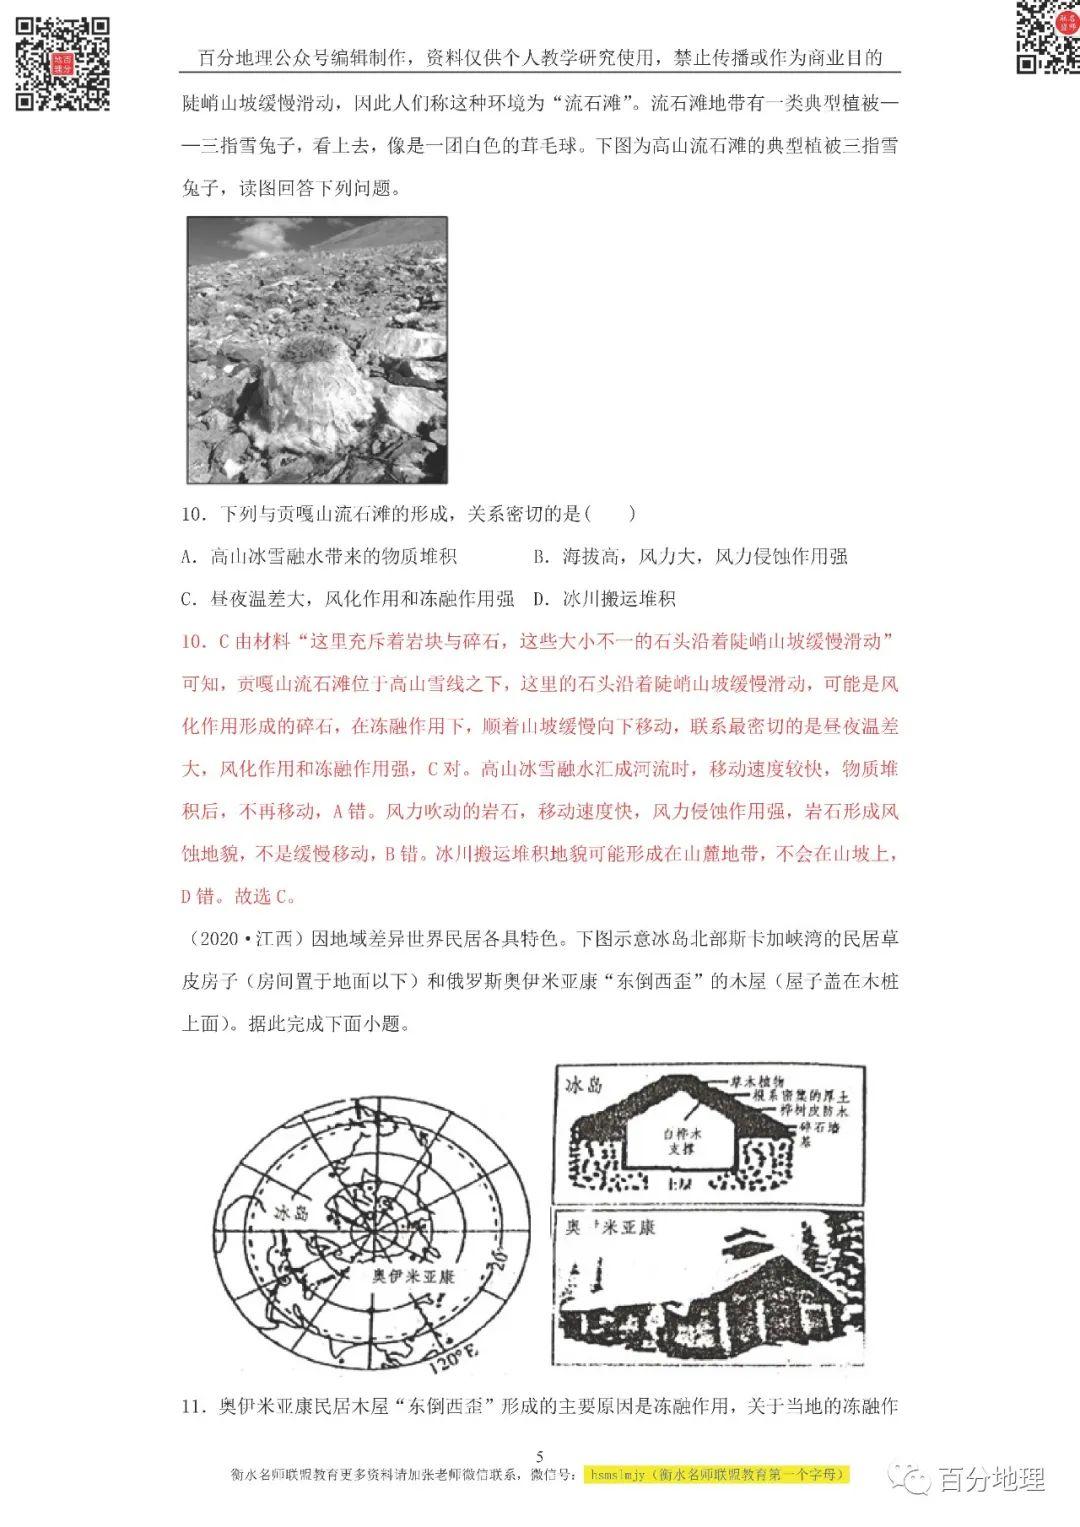 百分地理公众号编辑制作，资料仅供个人教学研究使用，禁止传播或作为商业目的
陡峭山坡缓慢滑动，因此人们称这种环境为“流石滩”。流石滩地带有一类典型植被—
—三指雪兔子，看上去，像是一团白色的茸毛球。下图为高山流石滩的典型植被三指雪
兔子，读图回答下列问题。
10．下列与贡嘎山流石滩的形成，关系密切的是(　　)
A．高山冰雪融水带来的物质堆积　　B．海拔高，风力大，风力侵蚀作用强
C．昼夜温差大，风化作用和冻融作用强　D．冰川搬运堆积
10．C 由材料“这里充斥着岩块与碎石，这些大小不一的石头沿着陡峭山坡缓慢滑动”
可知，贡嘎山流石滩位于高山雪线之下，这里的石头沿着陡峭山坡缓慢滑动，可能是风
化作用形成的碎石，在冻融作用下，顺着山坡缓慢向下移动，联系最密切的是昼夜温差
大，风化作用和冻融作用强，C 对。高山冰雪融水汇成河流时，移动速度较快，物质堆
积后，不再移动，A 错。风力吹动的岩石，移动速度快，风力侵蚀作用强，岩石形成风
蚀地貌，不是缓慢移动，B 错。冰川搬运堆积地貌可能形成在山麓地带，不会在山坡上，
D 错。故选 C。
（2020·江西）因地域差异世界民居各具特色。下图示意冰岛北部斯卡加峡湾的民居草
皮房子（房间置于地面以下）和俄罗斯奥伊米亚康“东倒西歪”的木屋（屋子盖在木桩
上面）。据此完成下面小题。
冰岛
奥伊米亚康
20°
120°E
冰岛
草木植物
根系密集的厚土
桦树皮防水
碎石墙
基
白桦木
支撑
奥 米亚康
11．奥伊米亚康民居木屋“东倒西歪”形成的主要原因是冻融作用，关于当地的冻融作
5
衡水名师联盟教育更多资料请加张老师微信联系，微信号： hsmslmjy（衡水名师联盟教育第一个字母）
百分地理